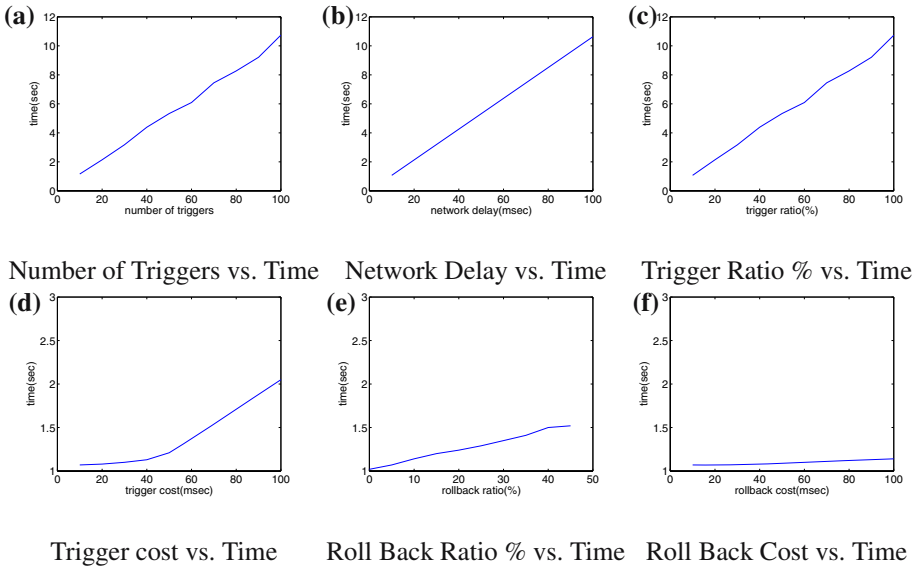 (a)
12
10
8
6
4
2
0
time(sec)
0 20 40 60 80 100
number of triggers
Number of Triggers vs. Time
(b)
12
10
8
6
4
2
0
time(sec)
0 20 40 60 80 100
network delay(msec)
Network Delay vs. Time
(c)
12
10
8
6
4
2
0
time(sec)
0 20 40 60 80 100
trigger ratio(%)
Trigger Ratio % vs. Time
(d)
3
2.5
2
1.5
1
time(sec)
0 20 40 60 80 100
trigger cost(msec)
Trigger cost vs. Time
(e)
3
2.5
2
1.5
1
time(sec)
0 10 20 30 40 50
rollback ratio(%)
Roll Back Ratio % vs. Time
(f)
3
2.5
2
1.5
1
time(sec)
0 20 40 60 80 100
rollback cost(msec)
Roll Back Cost vs. Time